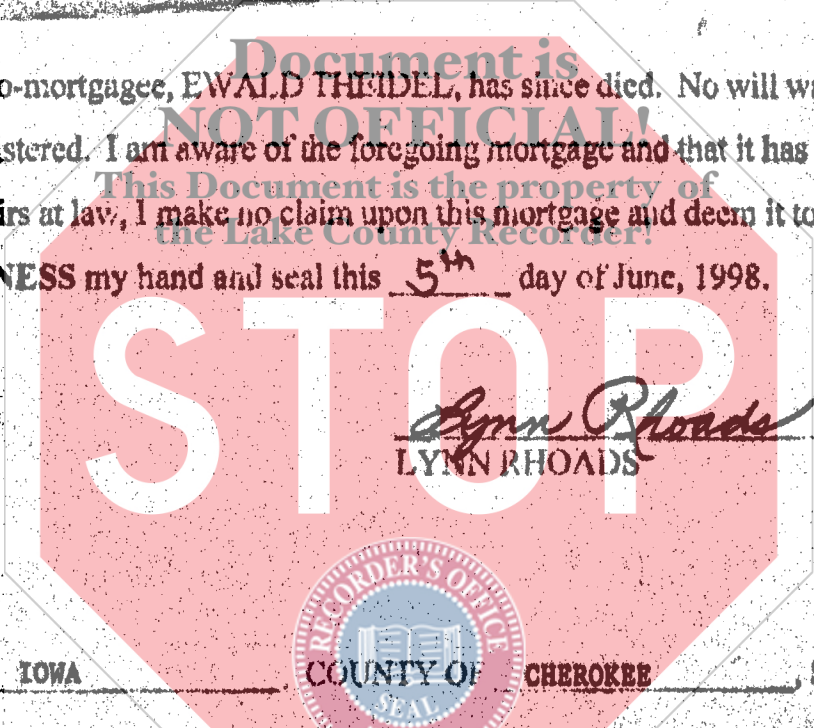 Document is
o-mortgagee, EWALD THEIDEL, has since died. No will wa
NOT OFFICIAL!
stered. I am aware of the foregoing mortgage and that it has
This Document is the property of
irs at law, I make no claim upon this mortgage and deem it to
the Lake County Recorder!
NESS my hand and seal this 5th day of June, 1998.
STOP
Lynn Rhoads
LYNN RHOADS
RECORDER'S OFFICE
IOWA COUNTY OF CHEROKEE, S
SEAL